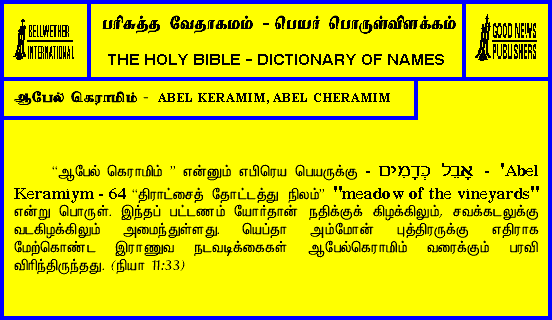 BELLWETHER
INTERNATIONAL
பரிசுத்த வேதாகமம் - பெயர் பொருள்விளக்கம்
THE HOLY BIBLE - DICTIONARY OF NAMES
GOOD NEWS
PUBLISHERS
ஆபேல் கெராமிம் - ABEL KERAMIM, ABEL CHERAMIM
“ஆபேல் கெராமிம் ” என்னும் எபிரெய பெயருக்கு - אָבֵל כְּרָמִים - 'Abel
Keramiym - 64 “திராட்சைத் தோட்டத்து நிலம்” "meadow of the vineyards"
என்று பொருள். இந்தப் பட்டணம் யோர்தான் நதிக்குக் கிழக்கிலும், சவக்கடலுக்கு
வடகிழக்கிலும் அமைந்துள்ளது. யெப்தா அம்மோன் புத்திரருக்கு எதிராக
மேற்கொண்ட இராணுவ நடவடிக்கைகள் ஆபேல்கெராமிம் வரைக்கும் பரவி
விரிந்திருந்தது. (நியா 11:33)